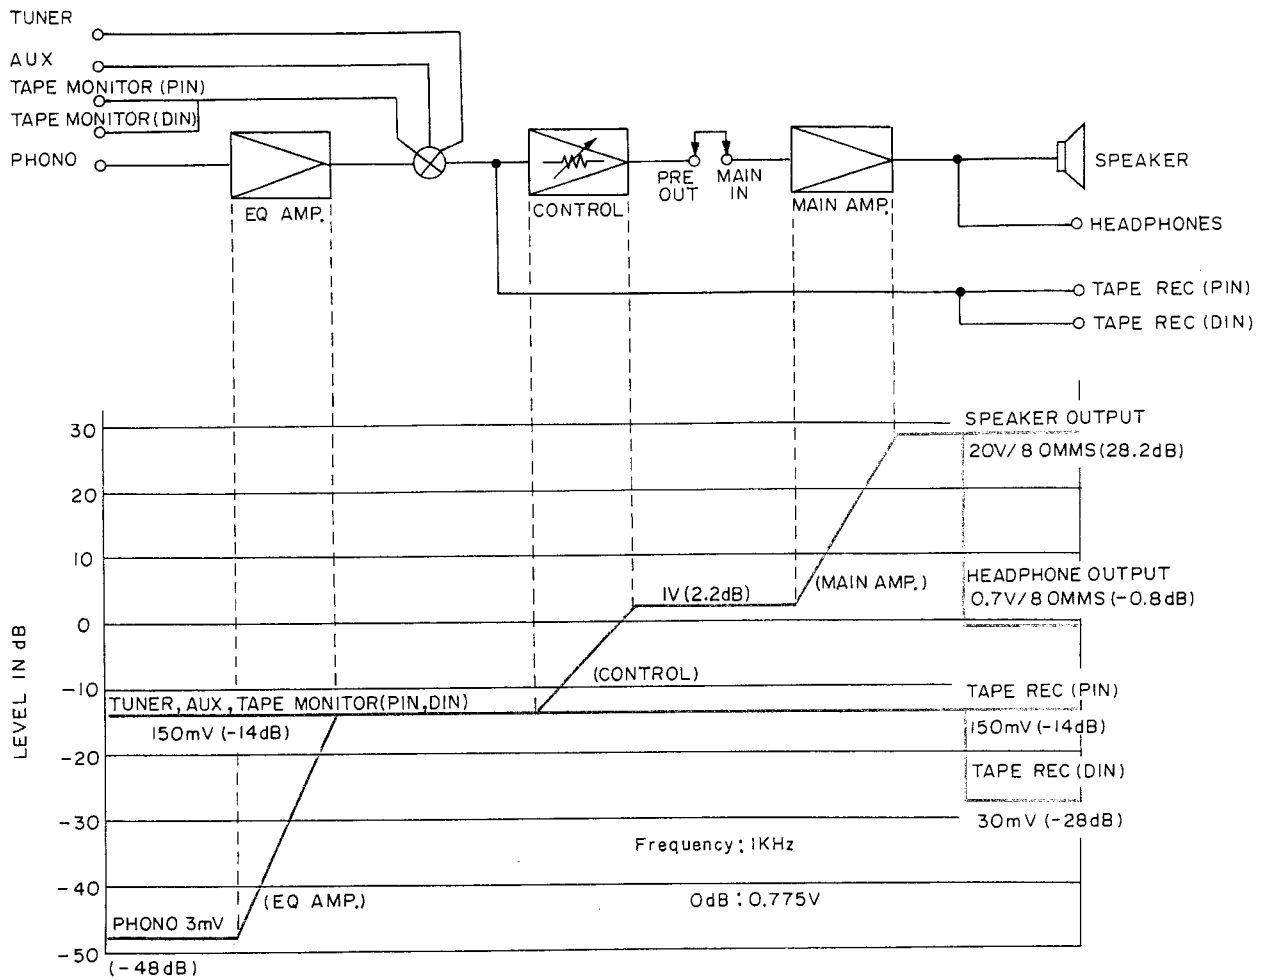 TUNER
AUX
TAPE MONITOR (PIN)
TAPE MONITOR (DIN)
PHONO
EQ AMP.
CONTROL
PRE OUT
MAIN IN
MAIN AMP.
SPEAKER
HEADPHONES
TAPE REC (PIN)
TAPE REC (DIN)
LEVEL IN dB
30
20
10
0
-10
-20
-30
-40
-50
SPEAKER OUTPUT
20V/8 OMMS (28.2dB)
HEADPHONE OUTPUT
0.7V/8 OMMS (-0.8dB)
(MAIN AMP.)
1V (2.2dB)
(CONTROL)
TUNER, AUX, TAPE MONITOR(PIN, DIN)
150mV (-14dB)
TAPE REC (PIN)
150mV (-14dB)
TAPE REC (DIN)
30mV (-28dB)
Frequency : 1KHz
0dB : 0.775V
(EQ AMP.)
PHONO 3mV
(-48dB)